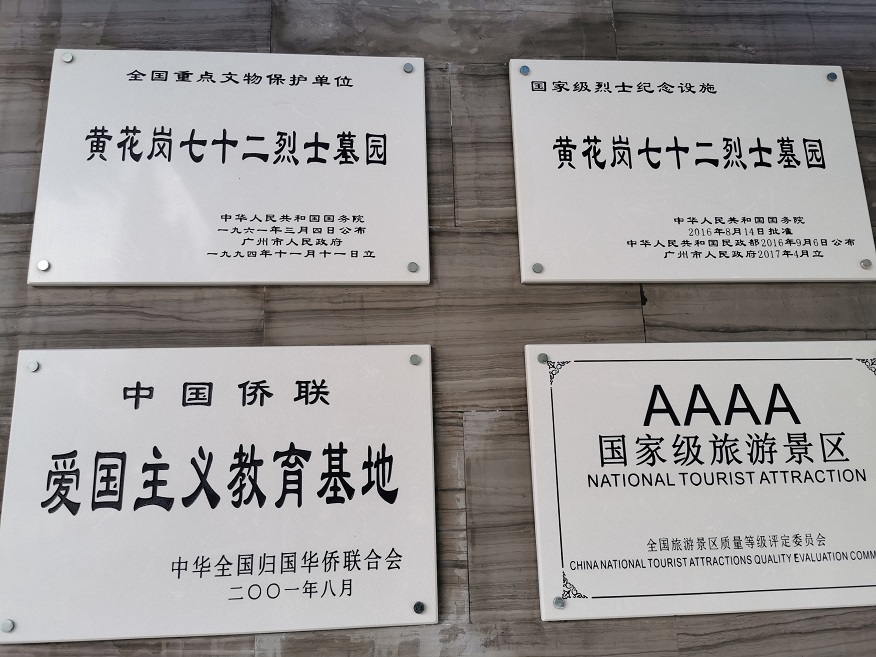 全国重点文物保护单位
黄花岗七十二烈士墓园
中华人民共和国国务院
一九六一年三月四日公布
广州市人民政府
一九九四年十一月十一日立
国家级烈士纪念设施
黄花岗七十二烈士墓园
中华人民共和国国务院
2016年8月14日批准
中华人民共和国民政部2016年9月6日公布
广州市人民政府2017年4月立
中国侨联
爱国主义教育基地
中华全国归国华侨联合会
二〇〇一年八月
AAAA
国家级旅游景区
NATIONAL TOURIST ATTRACTION
全国旅游景区质量等级评定委员会
CHINA NATIONAL TOURIST ATTRACTIONS QUALITY EVALUATION COMM